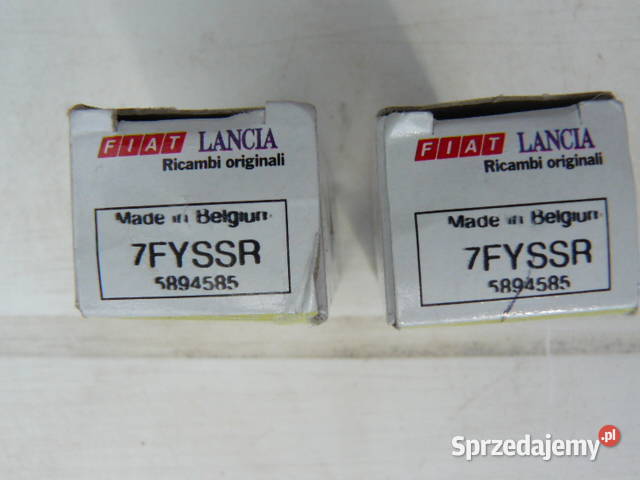 FIAT LANCIA
Ricambi originali
Made in Belgium
7FYSSR
5894585
FIAT LANCIA
Ricambi originali
Made in Belgium
7FYSSR
5894585
Sprzedajemy.pl